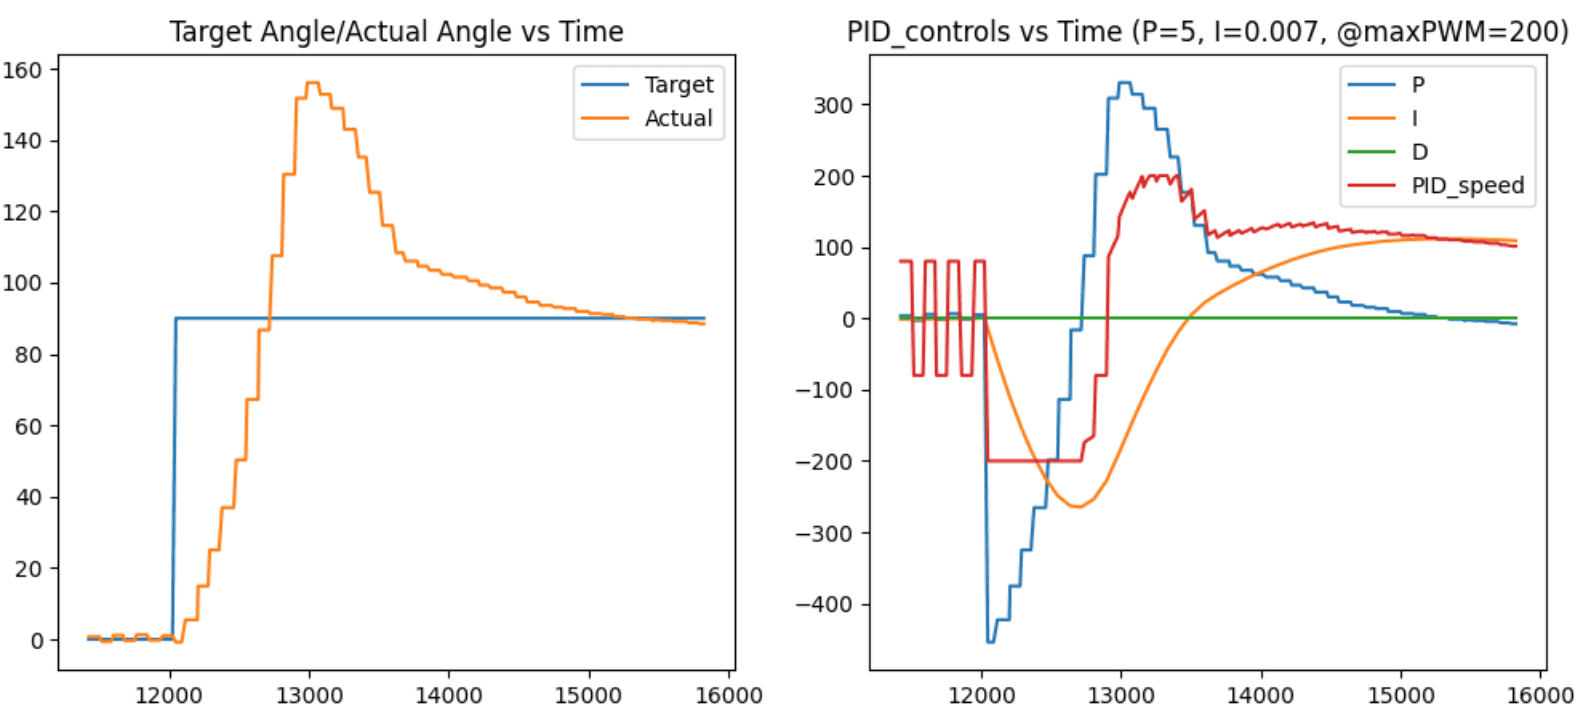 Target Angle/Actual Angle vs Time
160
140
120
100
80
60
40
20
0
12000 13000 14000 15000 16000
Target
Actual
PID_controls vs Time (P=5, I=0.007, @maxPWM=200)
300
200
100
0
−100
−200
−300
−400
12000 13000 14000 15000 16000
P
I
D
PID_speed